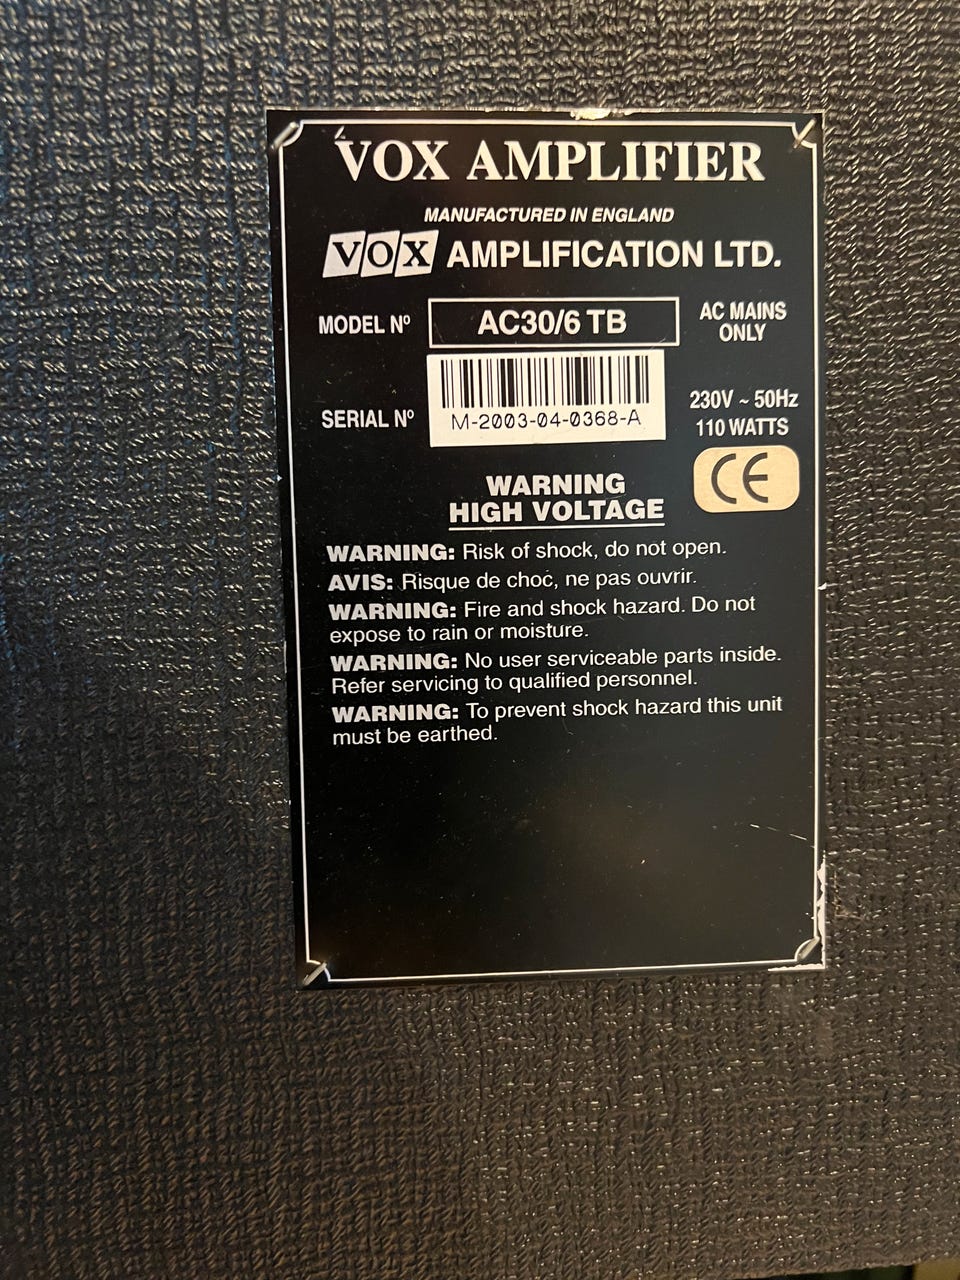 VOX AMPLIFIER
MANUFACTURED IN ENGLAND
VOX AMPLIFICATION LTD.
MODEL Nº AC30/6 TB AC MAINS
ONLY
SERIAL Nº M-2003-04-0368-A 230V ~ 50Hz
110 WATTS
CE
WARNING
HIGH VOLTAGE
WARNING: Risk of shock, do not open.
AVIS: Risque de choc, ne pas ouvrir.
WARNING: Fire and shock hazard. Do not
expose to rain or moisture.
WARNING: No user serviceable parts inside.
Refer servicing to qualified personnel.
WARNING: To prevent shock hazard this unit
must be earthed.